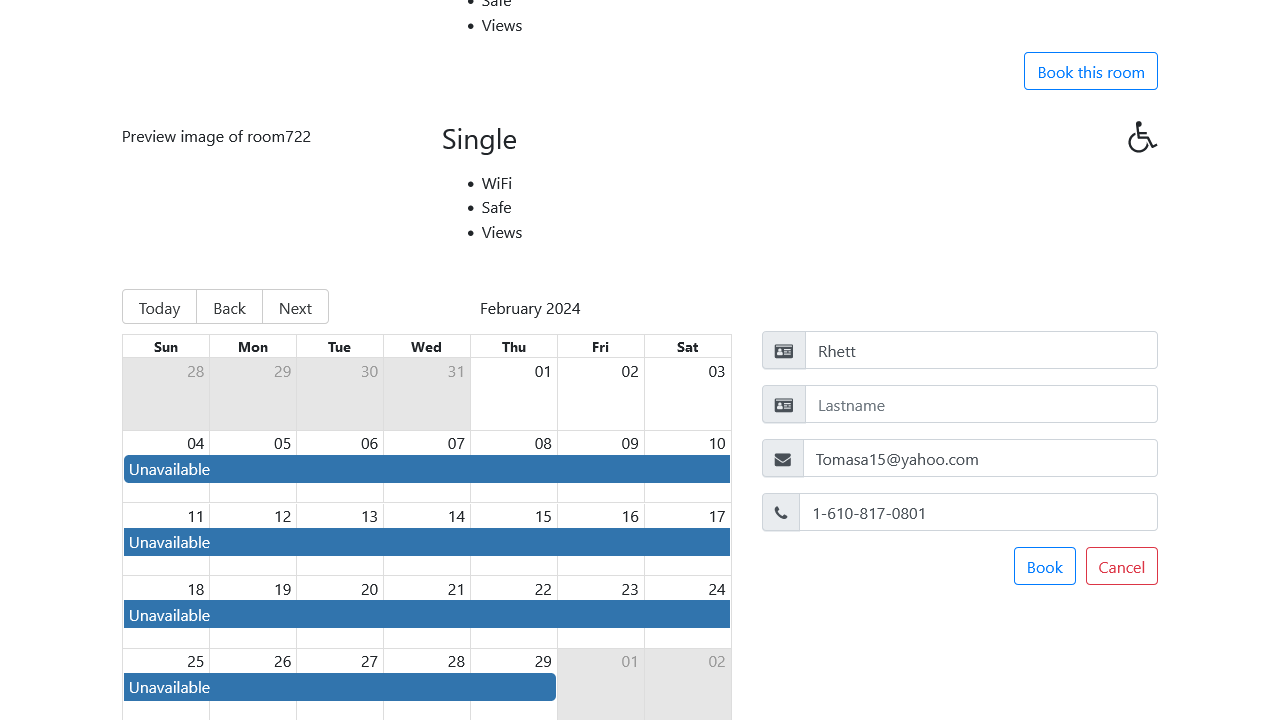 Safe
Views
Book this room
Preview image of room722
Single
WiFi
Safe
Views
Today Back Next February 2024
Sun Mon Tue Wed Thu Fri Sat
28 29 30 31 01 02 03
04 05 06 07 08 09 10
Unavailable
11 12 13 14 15 16 17
Unavailable
18 19 20 21 22 23 24
Unavailable
25 26 27 28 29 01 02
Unavailable
Rhett
Lastname
Tomasa15@yahoo.com
1-610-817-0801
Book Cancel